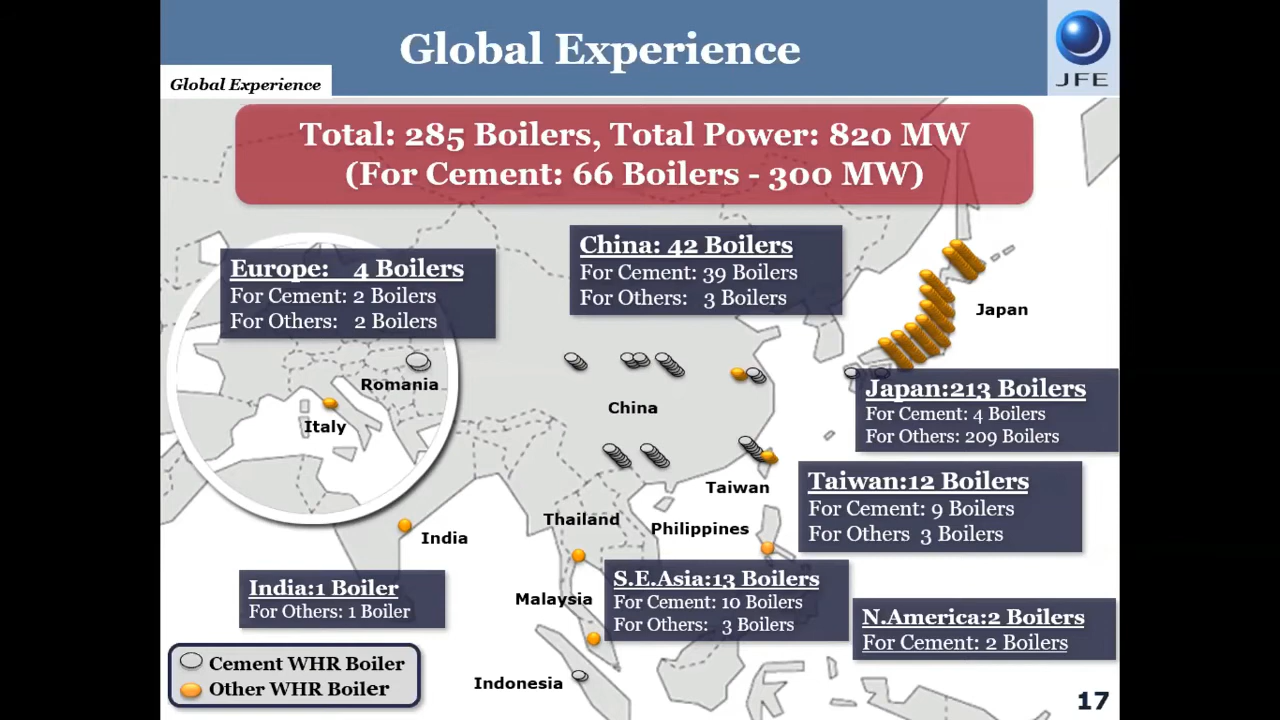 Global Experience
JFE
Global Experience
Total: 285 Boilers, Total Power: 820 MW
(For Cement: 66 Boilers - 300 MW)
Europe: 4 Boilers
For Cement: 2 Boilers
For Others: 2 Boilers
China: 42 Boilers
For Cement: 39 Boilers
For Others: 3 Boilers
Japan
Romania
Italy
China
Japan:213 Boilers
For Cement: 4 Boilers
For Others: 209 Boilers
Taiwan
Taiwan:12 Boilers
For Cement: 9 Boilers
For Others 3 Boilers
Thailand
Philippines
India
India:1 Boiler
For Others: 1 Boiler
Malaysia
S.E.Asia:13 Boilers
For Cement: 10 Boilers
For Others: 3 Boilers
N.America:2 Boilers
For Cement: 2 Boilers
Cement WHR Boiler
Other WHR Boiler
Indonesia
17